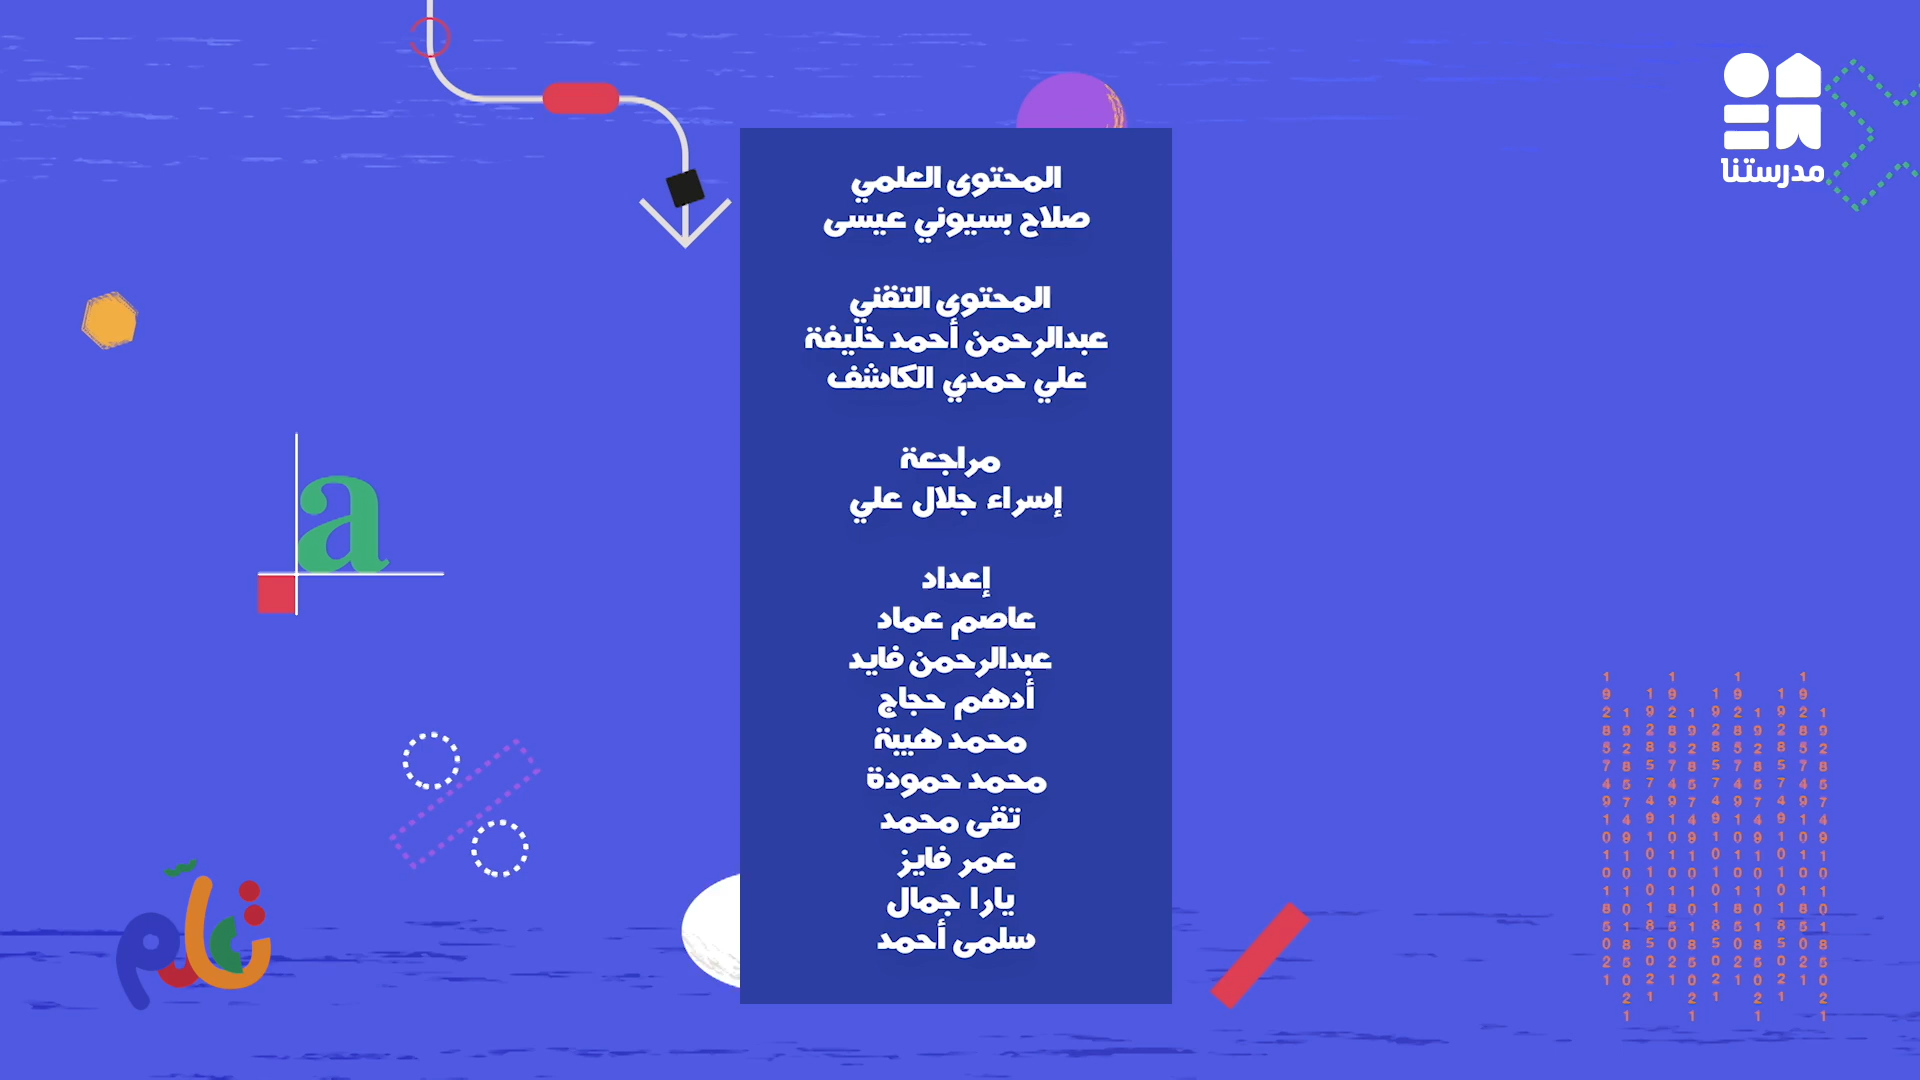 مدرستنا
المحتوى العلمي
صلاح بسيوني عيسى
المحتوى التقني
عبدالرحمن أحمد خليفة
علي حمدي الكاشف
مراجعة
إسراء جلال علي
إعداد
عاصم عماد
عبدالرحمن فايد
أدهم حجاج
محمد هيبة
محمد حمودة
تقى محمد
عمر فايز
يارا جمال
سلمى أحمد
a